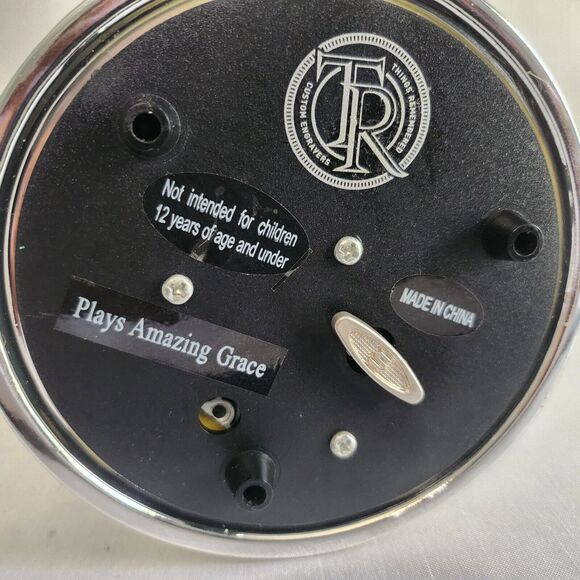 TR
THINGS REMEMBERED
CUSTOM ENGRAVERS
Not intended for children
12 years of age and under
MADE IN CHINA
Plays Amazing Grace